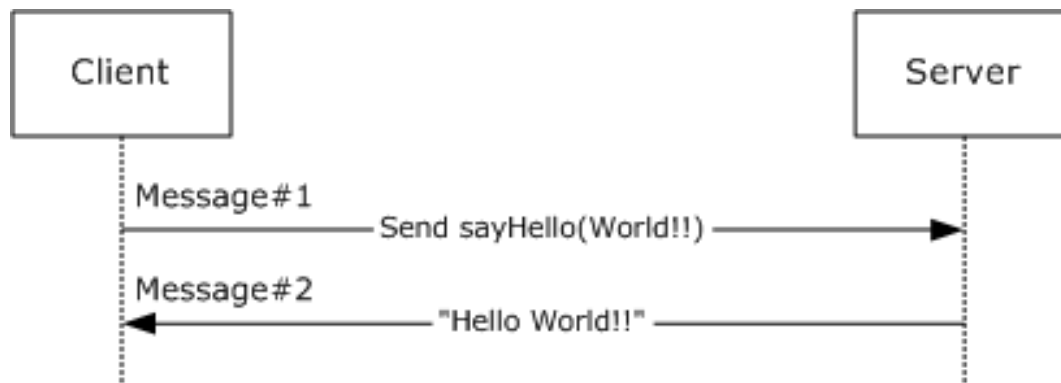 Client
Server
Message#1
Send sayHello(World!!)
Message#2
"Hello World!!"